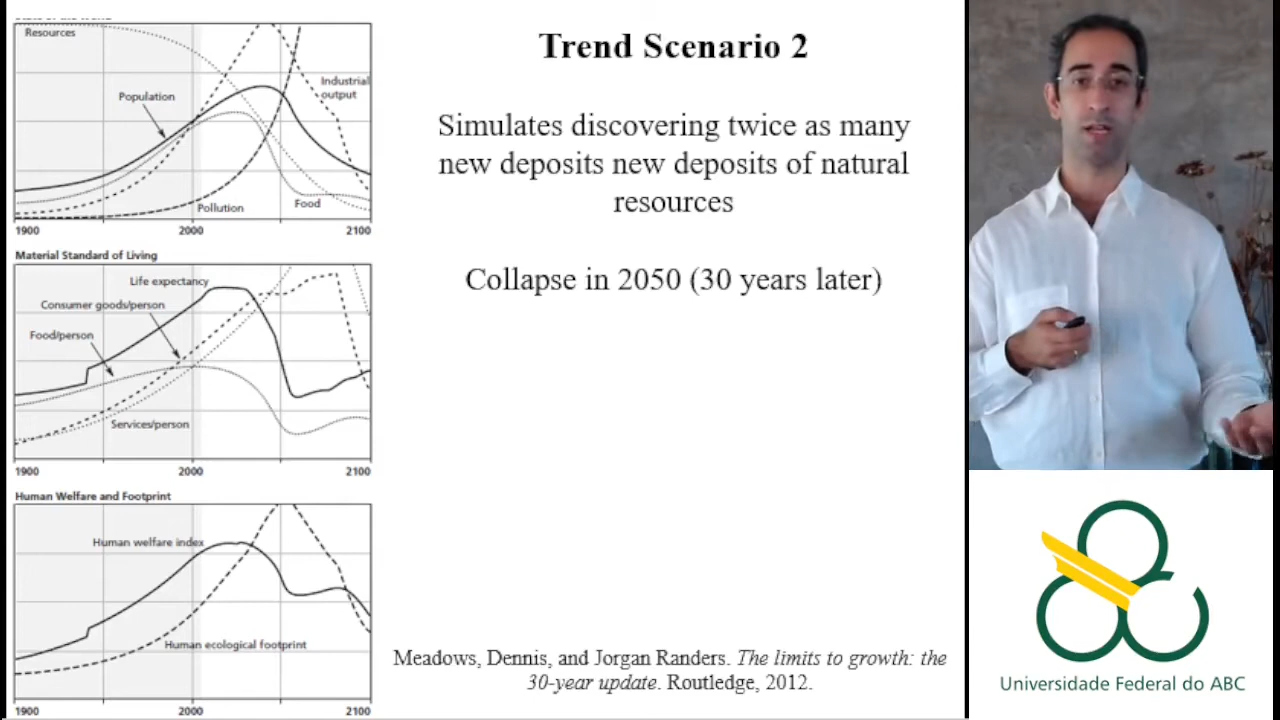 State of the World
Resources
Population
Industrial
output
Pollution
Food
1900 2000 2100
Material Standard of Living
Life expectancy
Consumer goods/person
Food/person
Services/person
1900 2000 2100
Human Welfare and Footprint
Human welfare index
Human ecological footprint
1900 2000 2100
Trend Scenario 2
Simulates discovering twice as many
new deposits new deposits of natural
resources
Collapse in 2050 (30 years later)
Meadows, Dennis, and Jorgan Randers. The limits to growth: the
30-year update. Routledge, 2012.
Universidade Federal do ABC